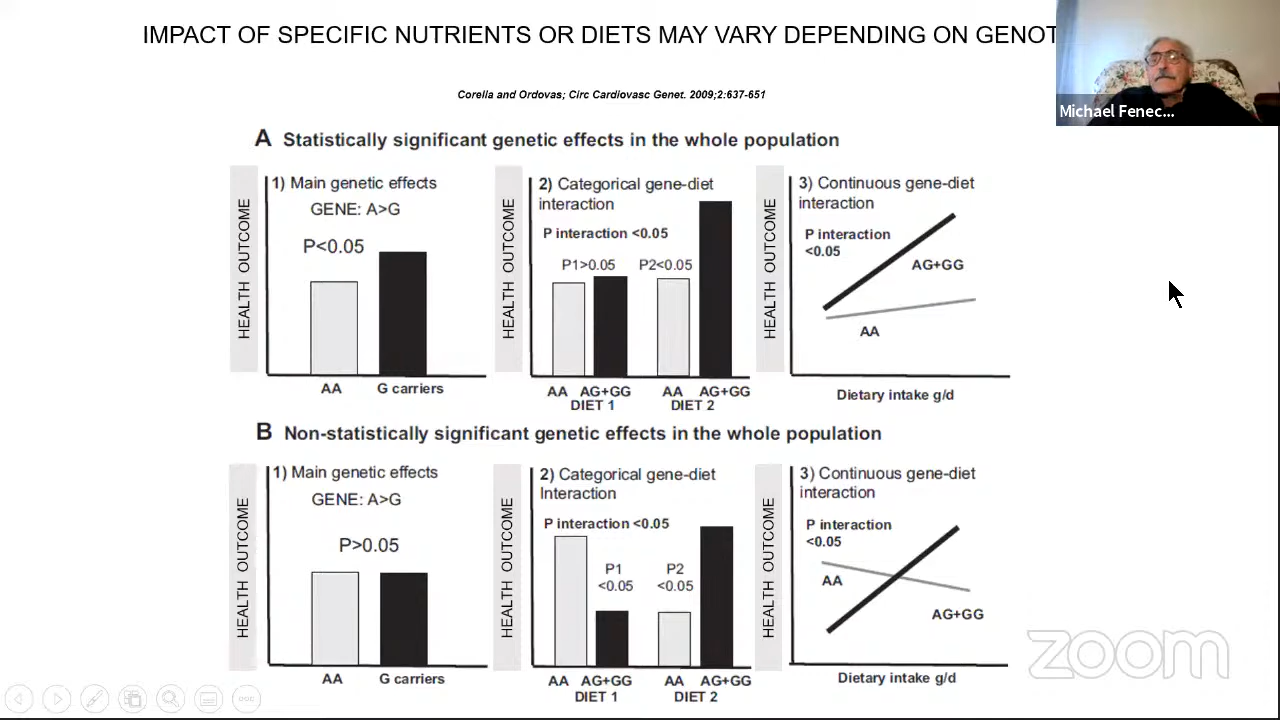 IMPACT OF SPECIFIC NUTRIENTS OR DIETS MAY VARY DEPENDING ON GENOT
Michael Fenec...
Corella and Ordovas; Circ Cardiovasc Genet. 2009;2:637-651
A Statistically significant genetic effects in the whole population
HEALTH OUTCOME
1) Main genetic effects
GENE: A>G
P<0.05
AA G carriers
HEALTH OUTCOME
2) Categorical gene-diet
interaction
P interaction <0.05
P1>0.05 P2<0.05
AA AG+GG AA AG+GG
DIET 1 DIET 2
HEALTH OUTCOME
3) Continuous gene-diet
interaction
P interaction
<0.05
AG+GG
AA
Dietary intake g/d
B Non-statistically significant genetic effects in the whole population
HEALTH OUTCOME
1) Main genetic effects
GENE: A>G
P>0.05
AA G carriers
HEALTH OUTCOME
2) Categorical gene-diet
Interaction
P interaction <0.05
P1 P2
<0.05 <0.05
AA AG+GG AA AG+GG
DIET 1 DIET 2
HEALTH OUTCOME
3) Continuous gene-diet
interaction
P interaction
<0.05
AA
AG+GG
Dietary intake g/d
zoom